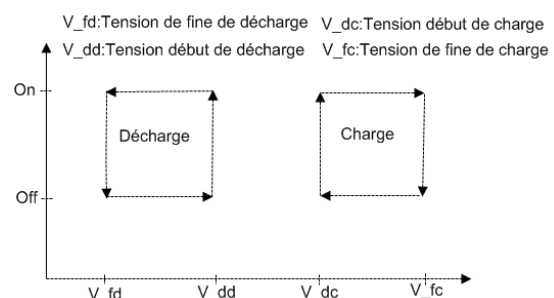 V_fd:Tension de fine de décharge V_dc:Tension début de charge
V_dd:Tension début de décharge V_fc:Tension de fine de charge
On
Décharge Charge
Off
V_fd V_dd V_dc V_fc